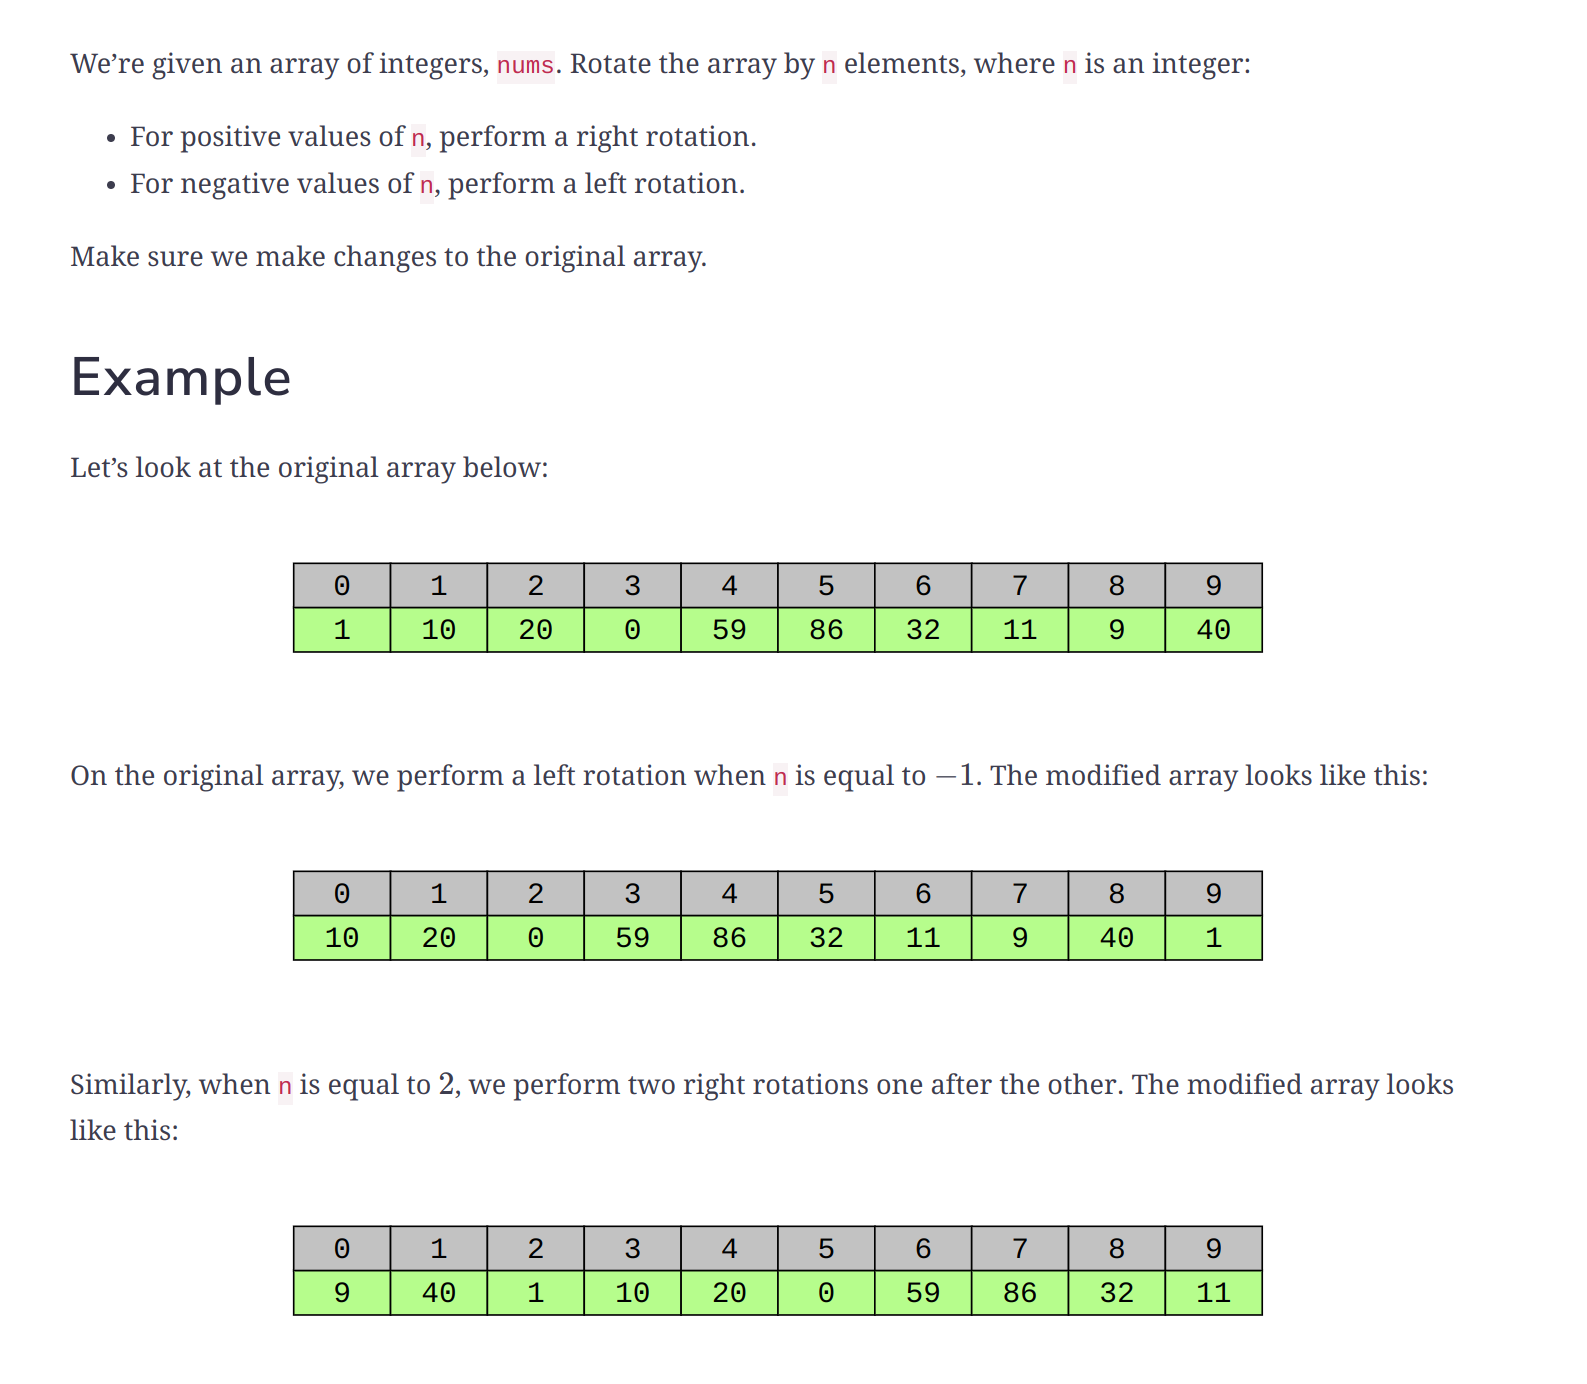 We’re given an array of integers, nums. Rotate the array by n elements, where n is an integer:
• For positive values of n, perform a right rotation.
• For negative values of n, perform a left rotation.
Make sure we make changes to the original array.
Example
Let’s look at the original array below:
0 1 2 3 4 5 6 7 8 9
1 10 20 0 59 86 32 11 9 40
On the original array, we perform a left rotation when n is equal to −1. The modified array looks like this:
0 1 2 3 4 5 6 7 8 9
10 20 0 59 86 32 11 9 40 1
Similarly, when n is equal to 2, we perform two right rotations one after the other. The modified array looks
like this:
0 1 2 3 4 5 6 7 8 9
9 40 1 10 20 0 59 86 32 11